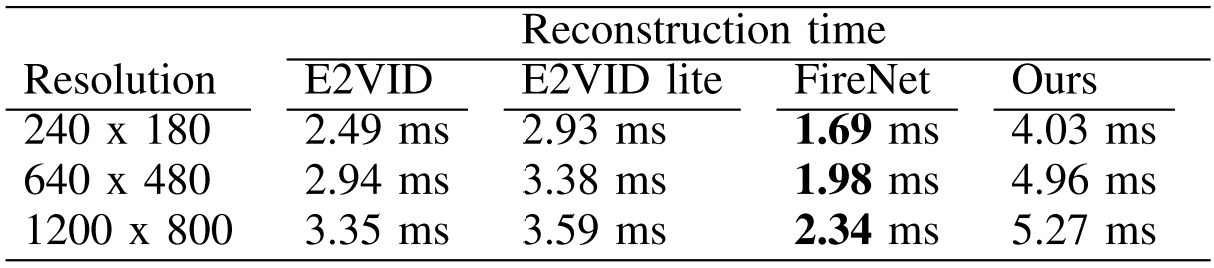 Reconstruction time
Resolution E2VID E2VID lite FireNet Ours
240 x 180 2.49 ms 2.93 ms 1.69 ms 4.03 ms
640 x 480 2.94 ms 3.38 ms 1.98 ms 4.96 ms
1200 x 800 3.35 ms 3.59 ms 2.34 ms 5.27 ms